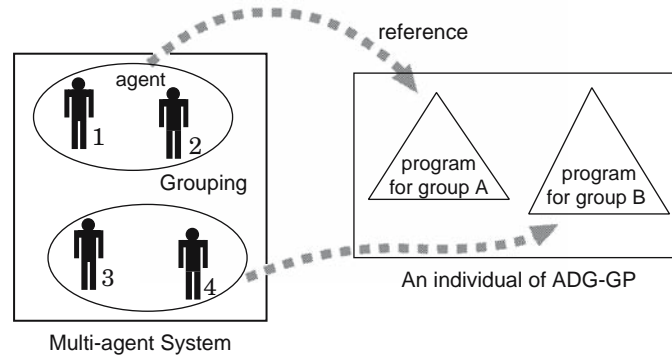 reference
agent
1
2
Grouping
3
4
program
for group A
program
for group B
An individual of ADG-GP
Multi-agent System